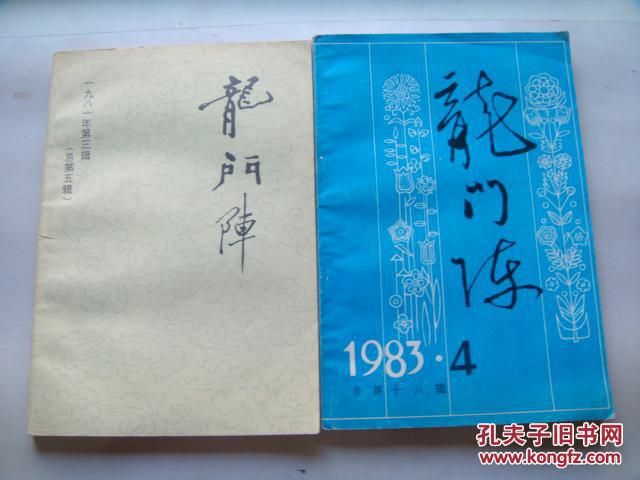 龍門陣
一九八一年第三辑
（总第五辑）
龍门阵
1983·4
总第十六辑
孔夫子旧书网
www.kongfz.com